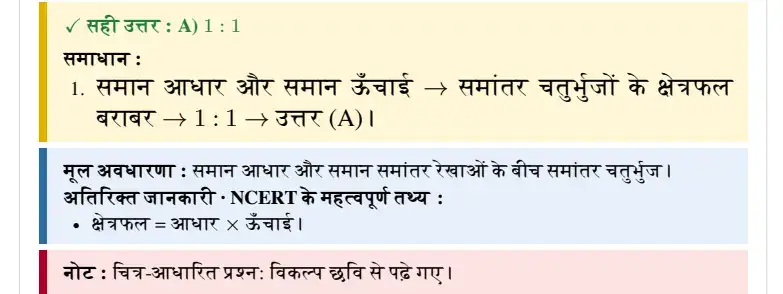 ✓ सही उत्तर : A) 1 : 1
समाधान :
1. समान आधार और समान ऊँचाई → समांतर चतुर्भुजों के क्षेत्रफल
बराबर → 1 : 1 → उत्तर (A)।
मूल अवधारणा : समान आधार और समान समांतर रेखाओं के बीच समांतर चतुर्भुज।
अतिरिक्त जानकारी · NCERT के महत्वपूर्ण तथ्य :
• क्षेत्रफल = आधार × ऊँचाई।
नोट : चित्र-आधारित प्रश्न: विकल्प छवि से पढ़े गए।